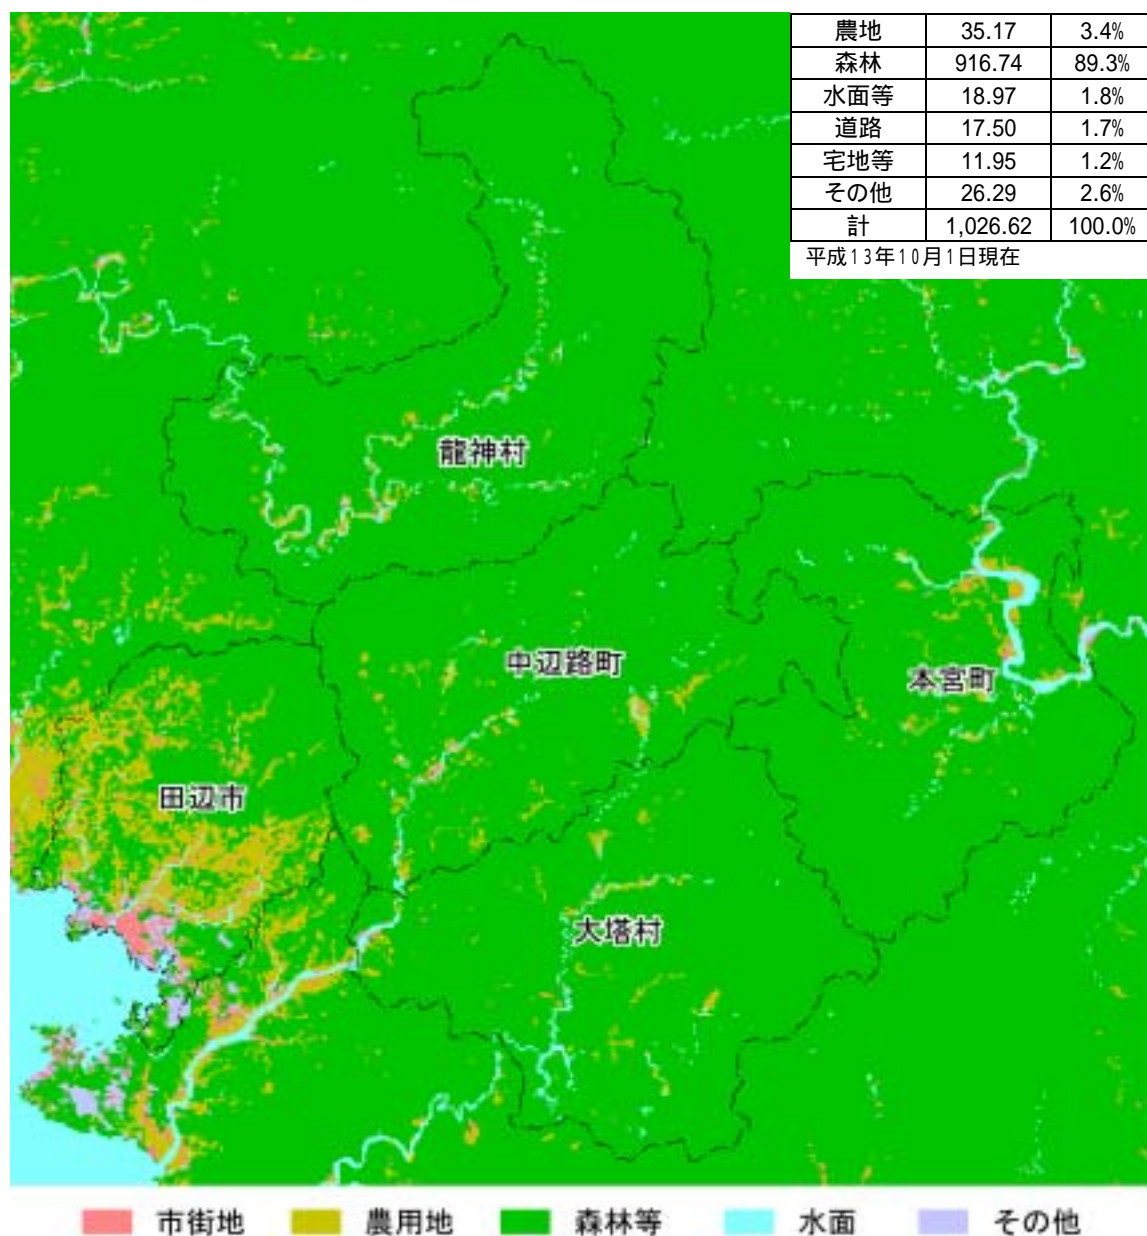 農地 35.17 3.4%
森林 916.74 89.3%
水面等 18.97 1.8%
道路 17.50 1.7%
宅地等 11.95 1.2%
その他 26.29 2.6%
計 1,026.62 100.0%
平成13年10月1日現在
龍神村
中辺路町
本宮町
田辺市
大塔村
市街地 農用地 森林等 水面 その他